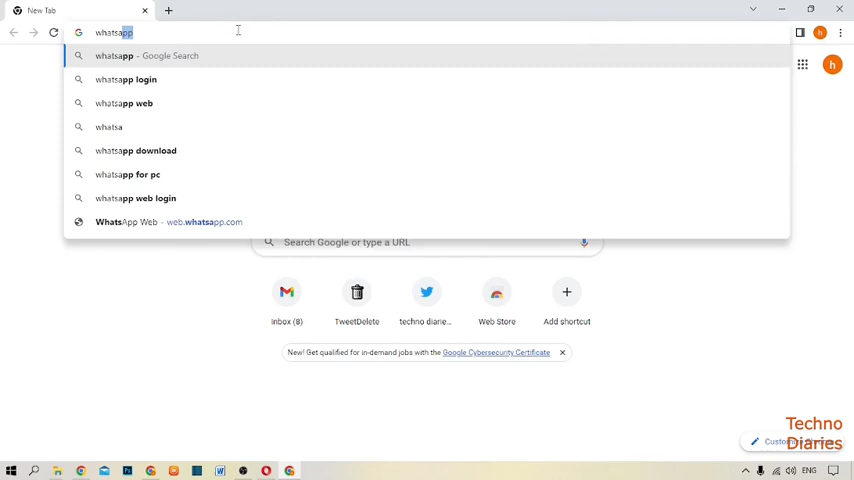 New Tab
whatsapp
h
whatsapp - Google Search
whatsapp login
h
whatsapp web
whatsa
whatsapp download
whatsapp for pc
whatsapp web login
WhatsApp Web - web.whatsapp.com
Search Google or type a URL
Inbox (8) TweetDelete techno diarie... Web Store Add shortcut
New! Get qualified for in-demand jobs with the Google Cybersecurity Certificate
Techno
Diaries
ENG